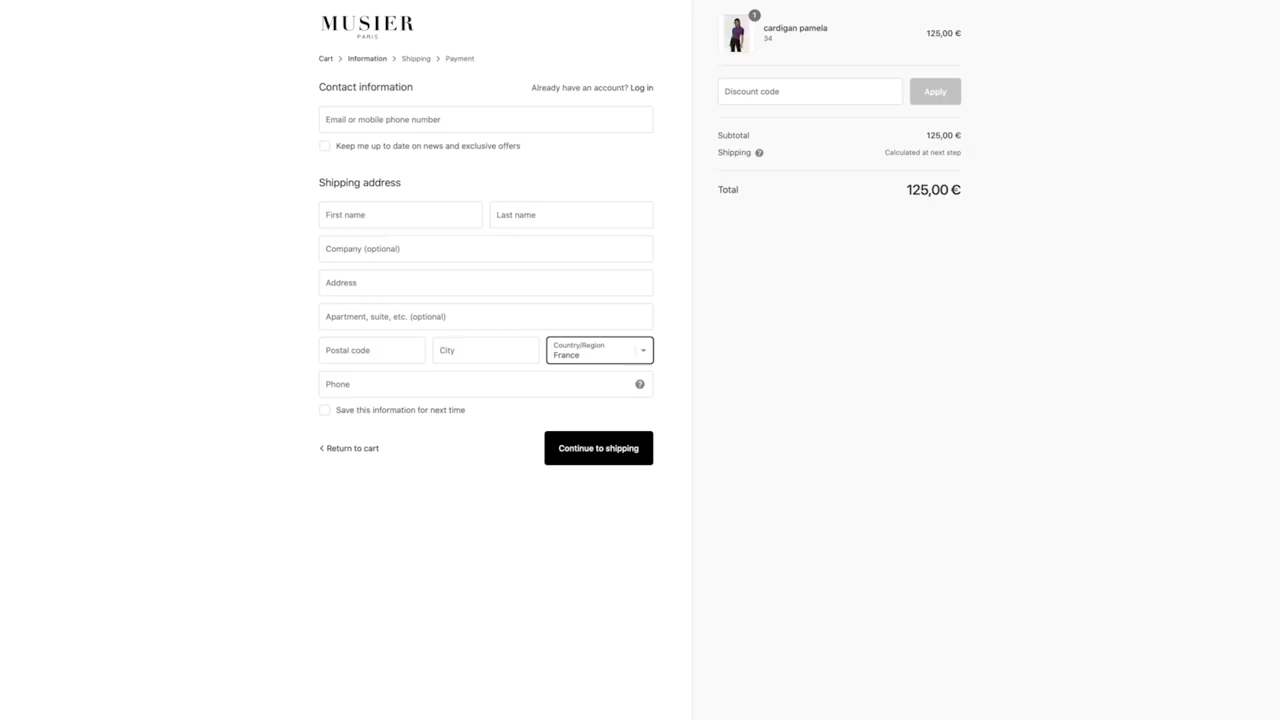 MUSIER
PARIS
Cart > Information > Shipping > Payment
Contact information
Already have an account? Log in
Email or mobile phone number
Keep me up to date on news and exclusive offers
Shipping address
First name
Last name
Company (optional)
Address
Apartment, suite, etc. (optional)
Postal code
City
Country/Region
France
Phone
?
Save this information for next time
< Return to cart
Continue to shipping
1
cardigan pamela
34
125,00 €
Discount code
Apply
Subtotal
125,00 €
Shipping ?
Calculated at next step
Total
125,00 €